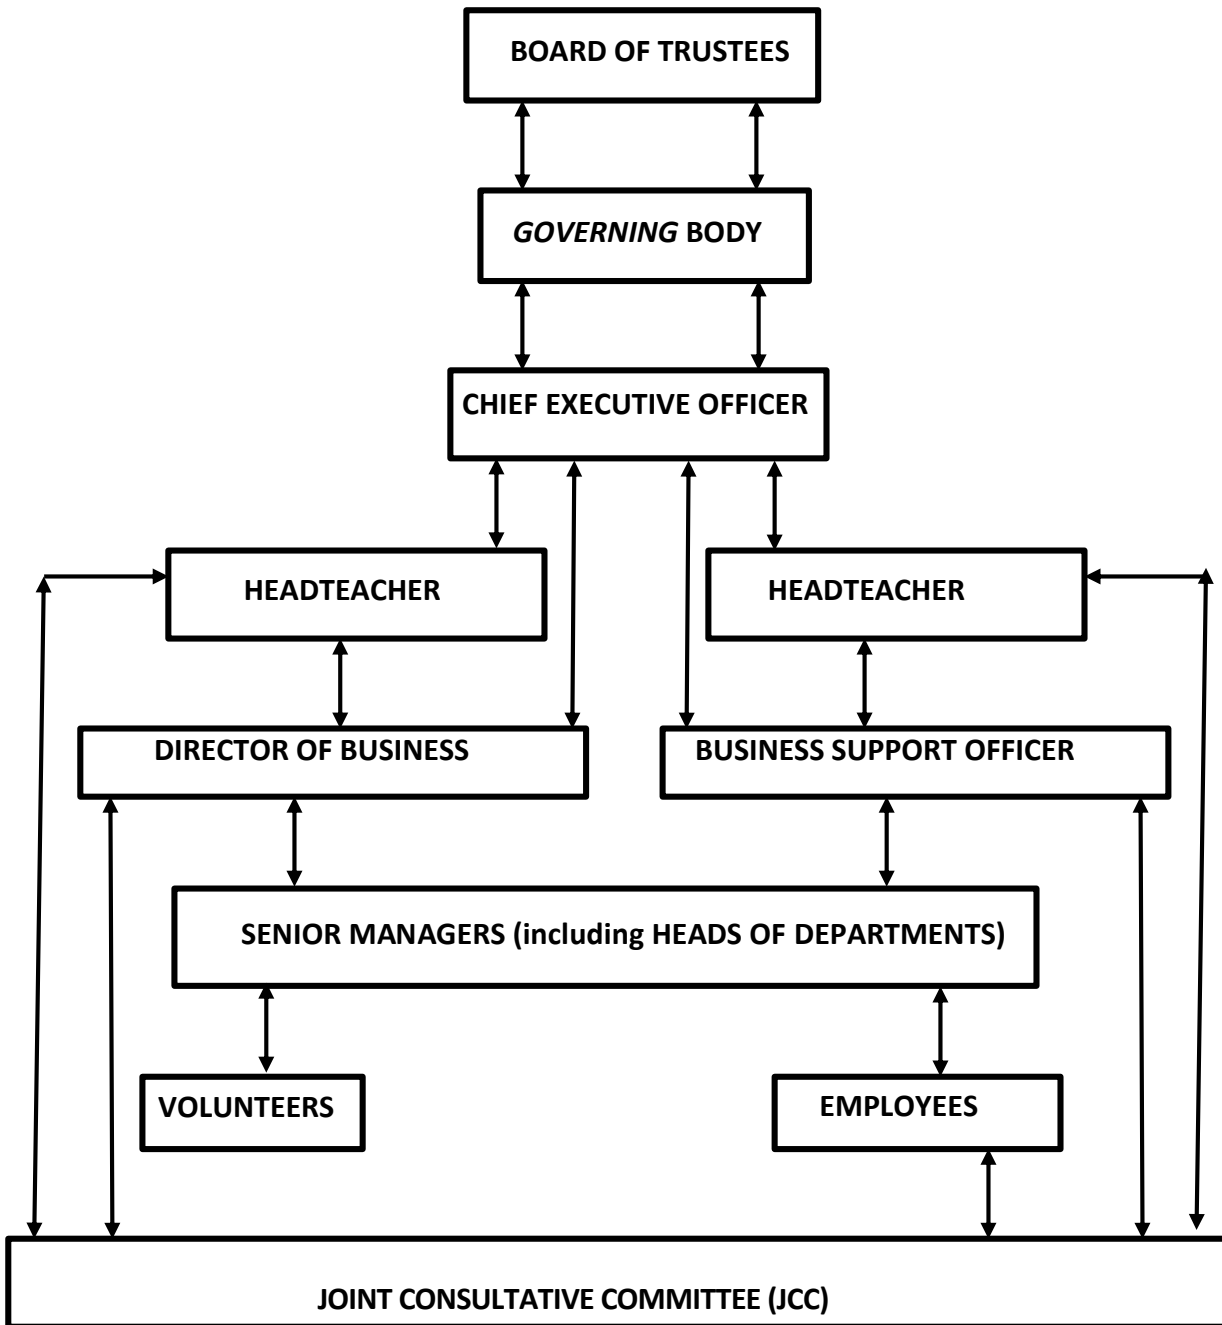 BOARD OF TRUSTEES
GOVERNING BODY
CHIEF EXECUTIVE OFFICER
HEADTEACHER
HEADTEACHER
DIRECTOR OF BUSINESS
BUSINESS SUPPORT OFFICER
SENIOR MANAGERS (including HEADS OF DEPARTMENTS)
VOLUNTEERS
EMPLOYEES
JOINT CONSULTATIVE COMMITTEE (JCC)